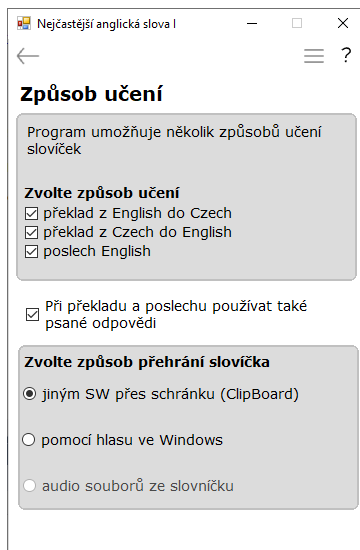 Nejčastější anglická slova I
?
Způsob učení
Program umožňuje několik způsobů učení
slovíček
Zvolte způsob učení
překlad z English do Czech
překlad z Czech do English
poslech English
Při překladu a poslechu používat také
psané odpovědi
Zvolte způsob přehrání slovíčka
jiným SW přes schránku (ClipBoard)
pomocí hlasu ve Windows
audio souborů ze slovníčku